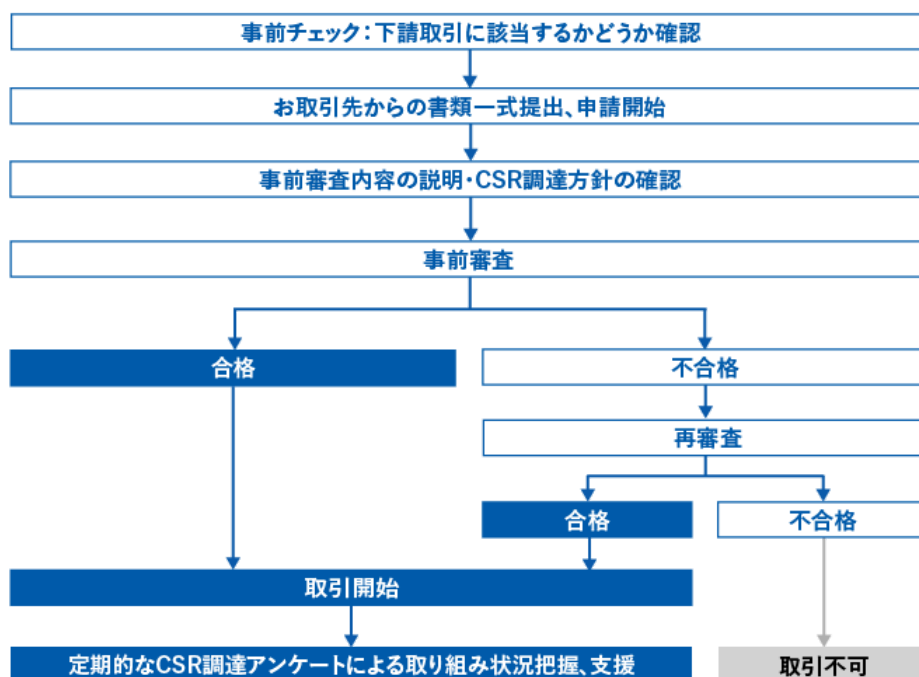 事前チェック：下請取引に該当するかどうか確認
お取引先からの書類一式提出、申請開始
事前審査内容の説明・CSR調達方針の確認
事前審査
合格
不合格
再審査
合格
不合格
取引開始
定期的なCSR調達アンケートによる取り組み状況把握、支援
取引不可